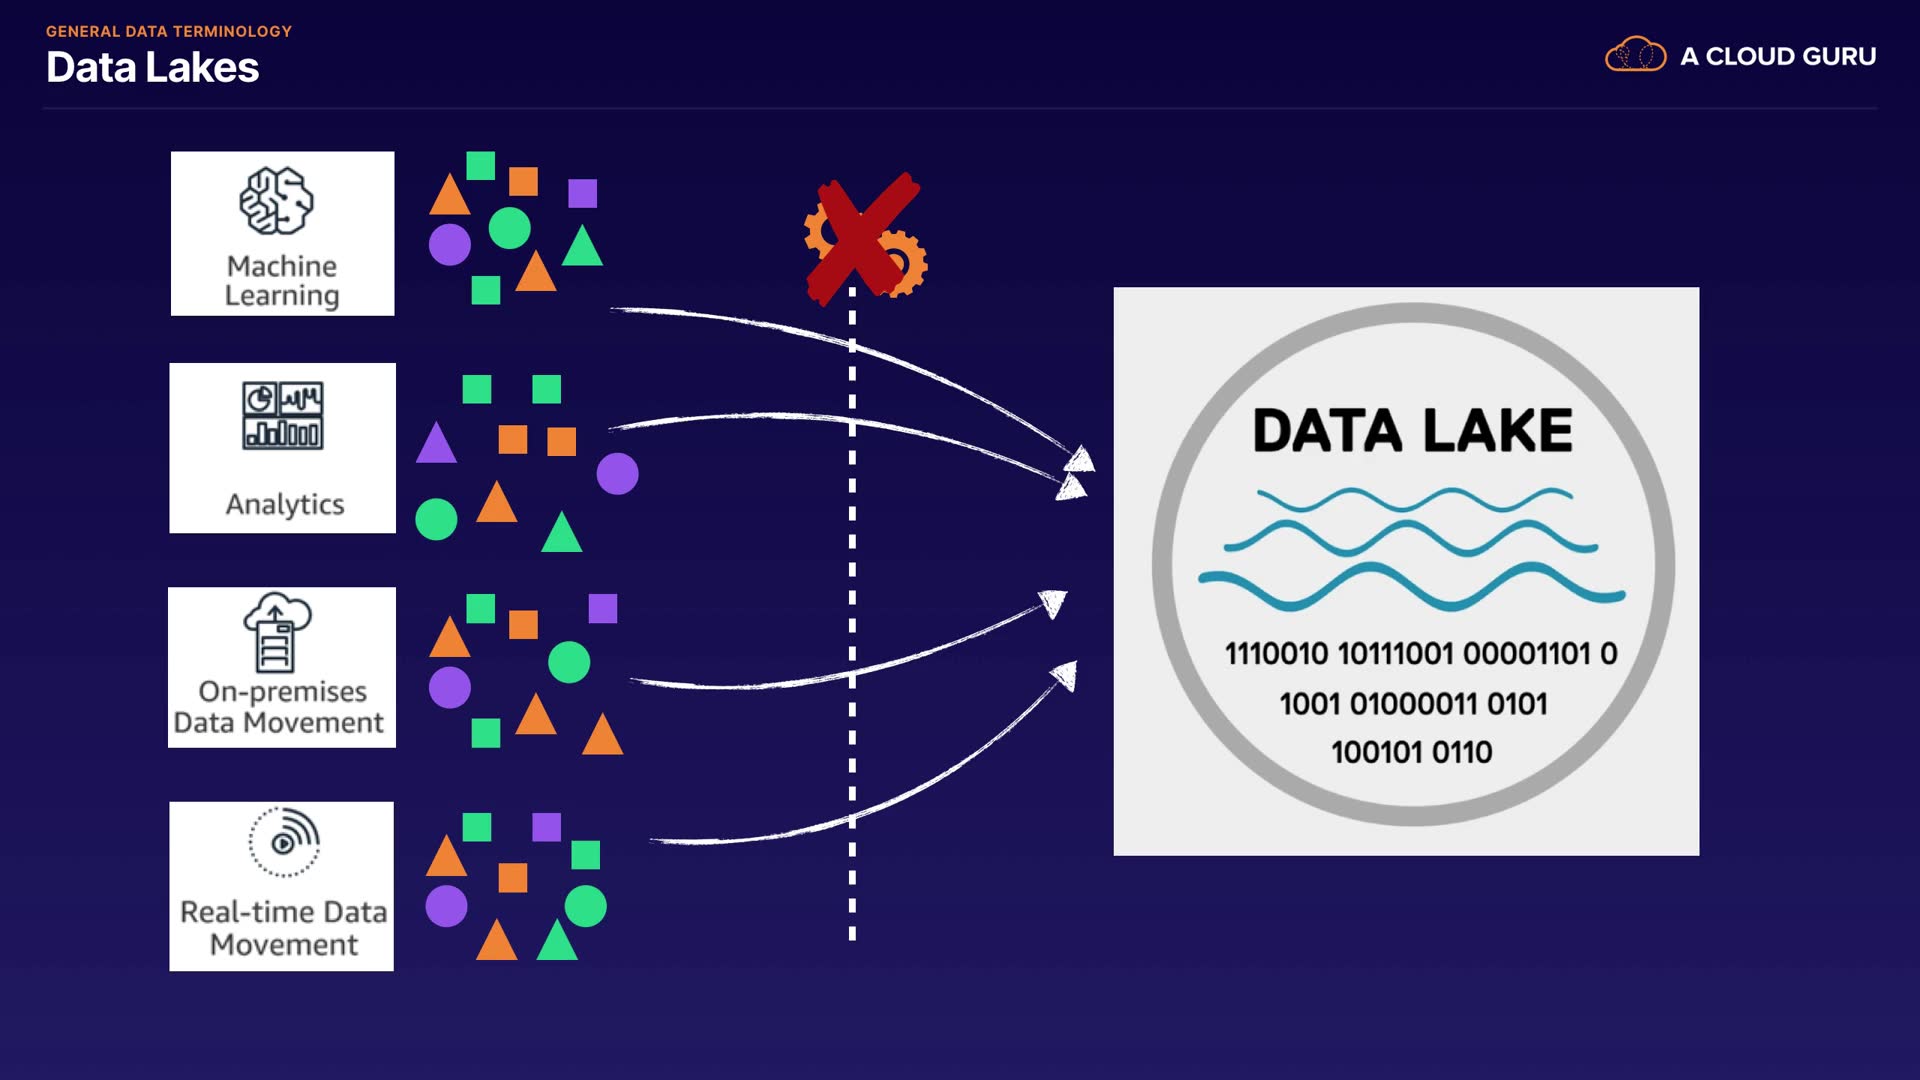 GENERAL DATA TERMINOLOGY
Data Lakes
A CLOUD GURU
Machine
Learning
Analytics
On-premises
Data Movement
Real-time Data
Movement
DATA LAKE
1110010 10111001 00001101 0
1001 01000011 0101
100101 0110